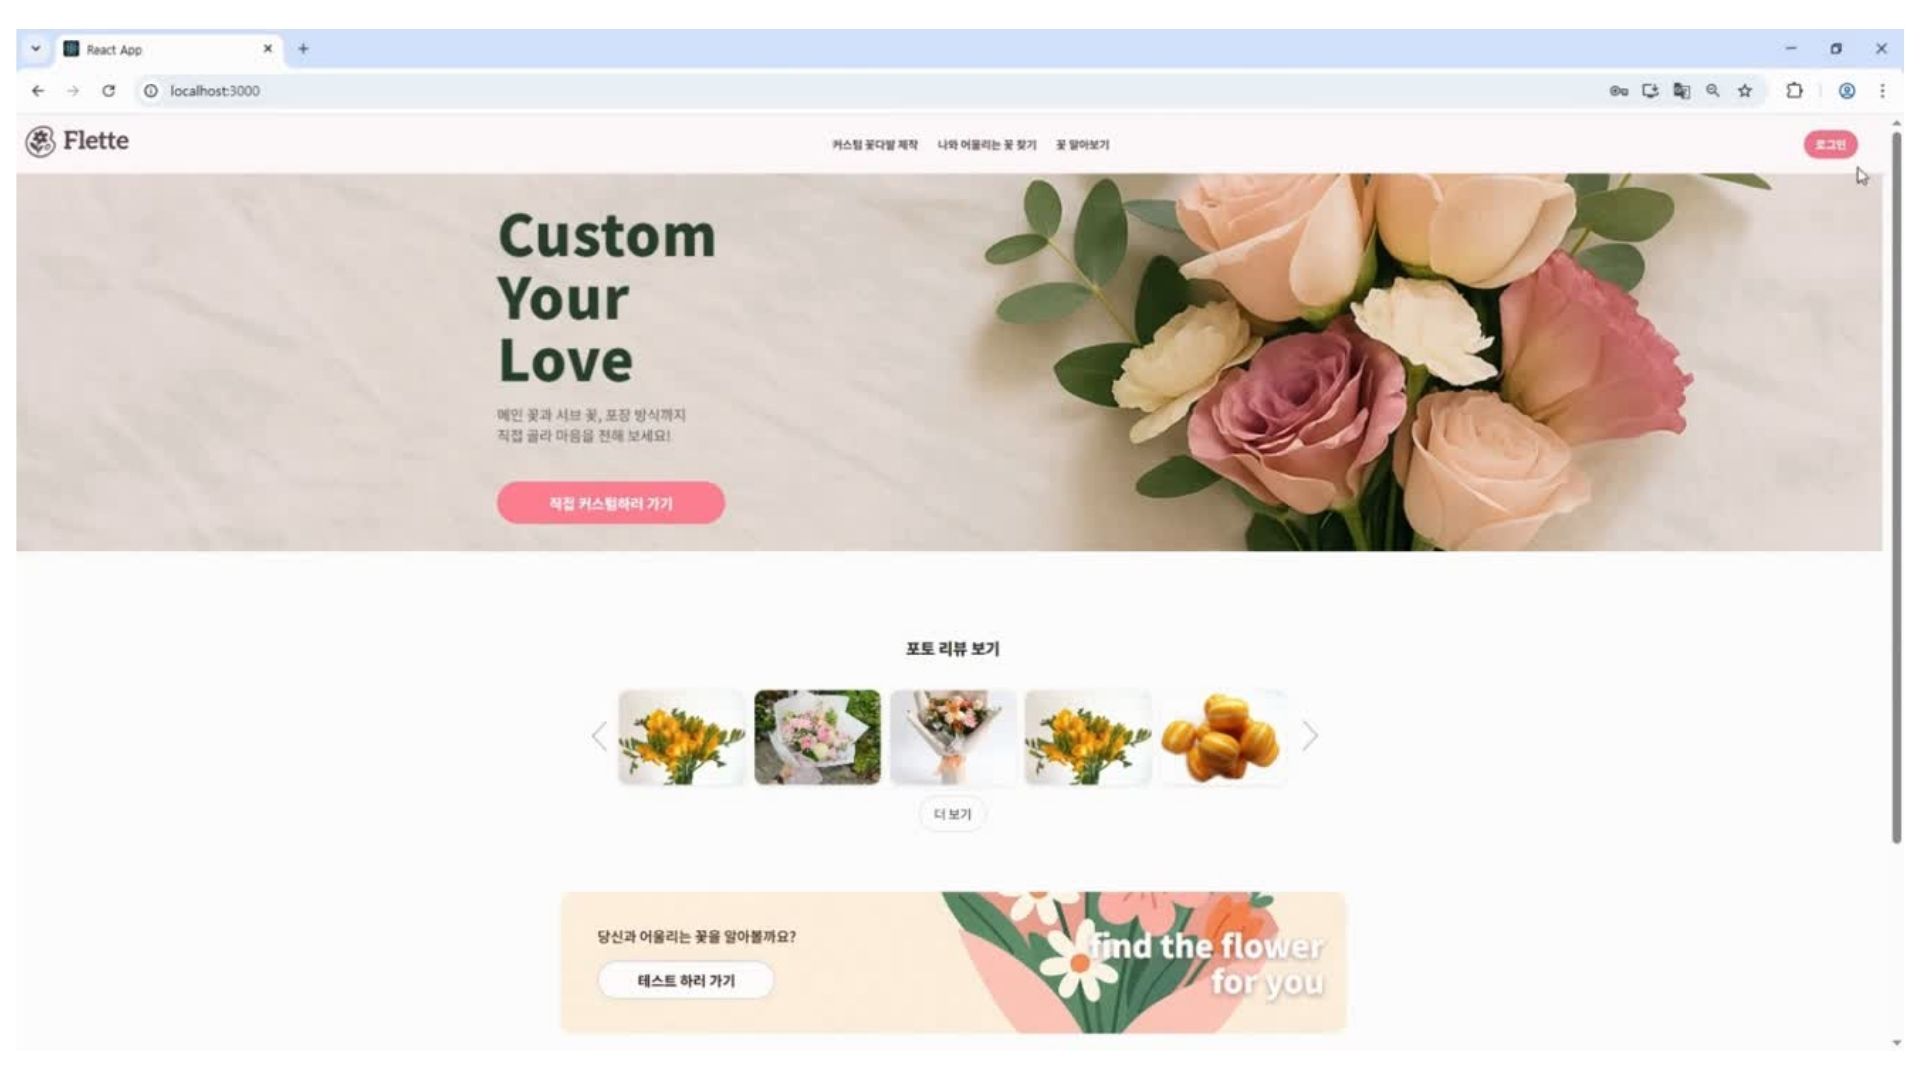 React App
localhost:3000
Flette
커스텀 꽃다발 제작 나와 어울리는 꽃 찾기 꽃 알아보기
로그인
Custom
Your
Love
메인 꽃과 서브 꽃, 포장 방식까지
직접 골라 마음을 전해 보세요!
직접 커스텀하러 가기
포토 리뷰 보기
더 보기
당신과 어울리는 꽃을 알아볼까요?
테스트 하러 가기
find the flower
for you